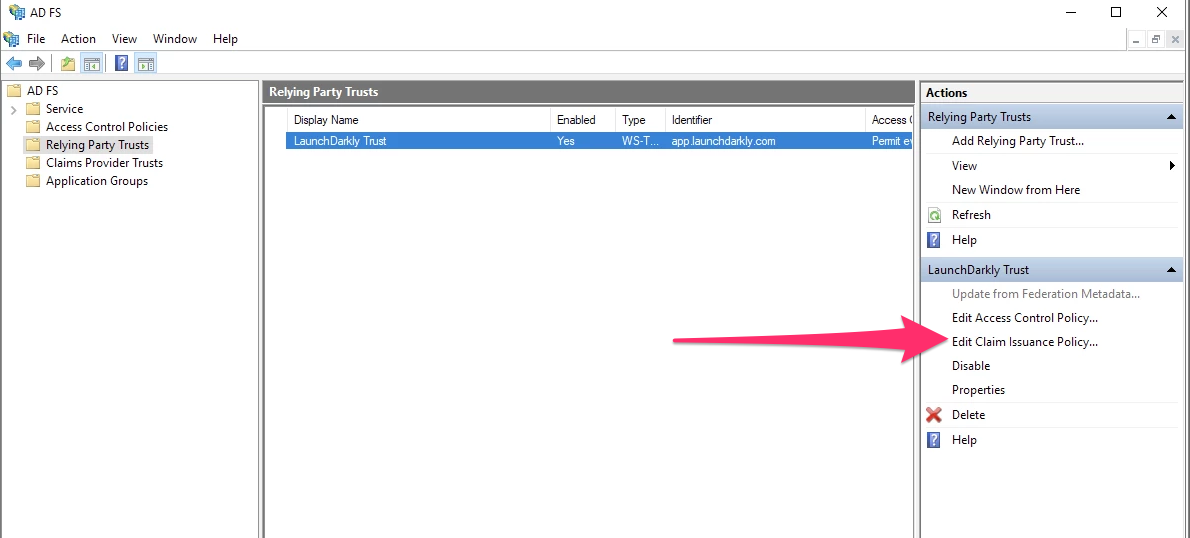 AD FS
File Action View Window Help
AD FS
Service
Access Control Policies
Relying Party Trusts
Claims Provider Trusts
Application Groups
Relying Party Trusts
Display Name Enabled Type Identifier Access C
LaunchDarkly Trust Yes WS-T... app.launchdarkly.com Permit ev
Actions
Relying Party Trusts
Add Relying Party Trust...
View
New Window from Here
Refresh
Help
LaunchDarkly Trust
Update from Federation Metadata...
Edit Access Control Policy...
Edit Claim Issuance Policy...
Disable
Properties
Delete
Help